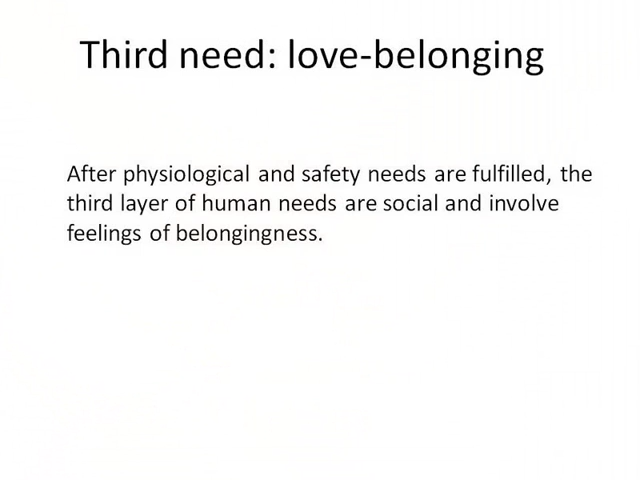 Third need: love-belonging
After physiological and safety needs are fulfilled, the
third layer of human needs are social and involve
feelings of belongingness.